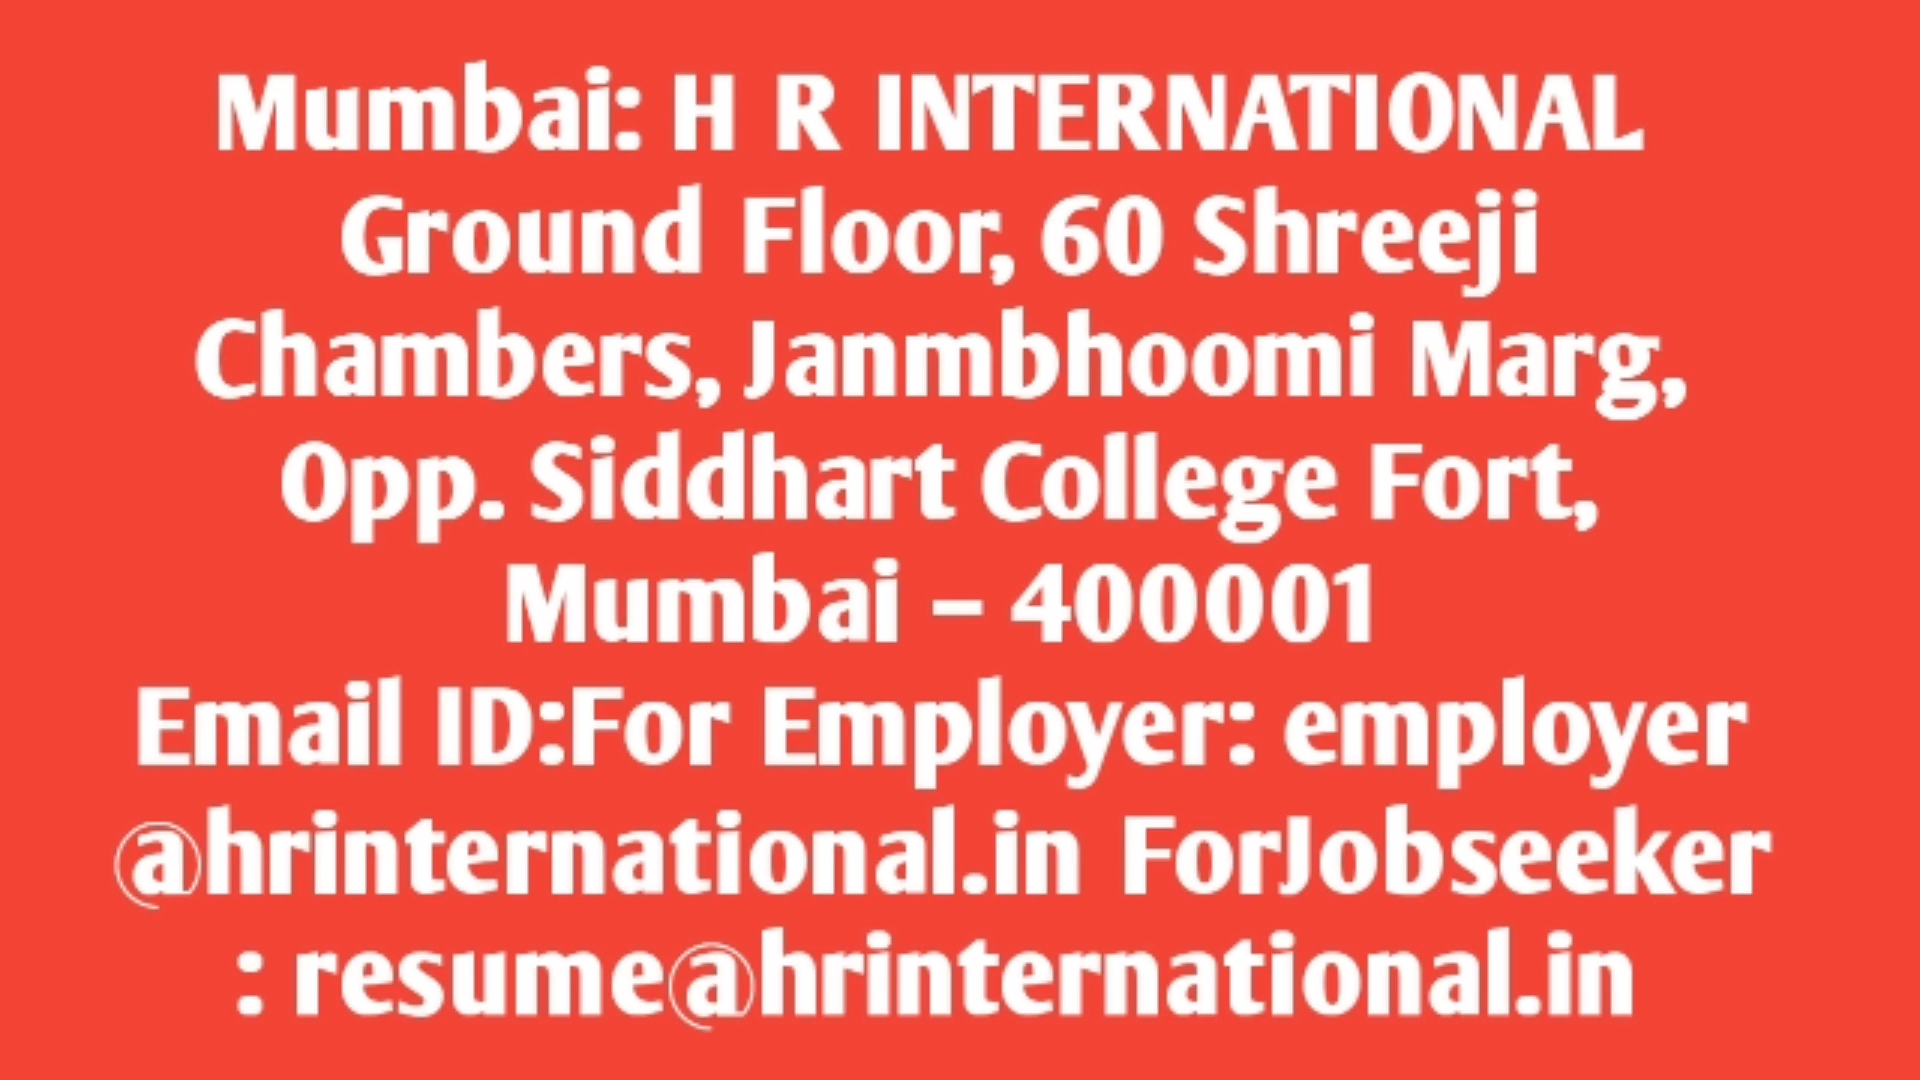 Mumbai: H R INTERNATIONAL
Ground Floor, 60 Shreeji
Chambers, Janmbhoomi Marg,
Opp. Siddhart College Fort,
Mumbai – 400001
Email ID:For Employer: employer
@hrinternational.in ForJobseeker
: resume@hrinternational.in